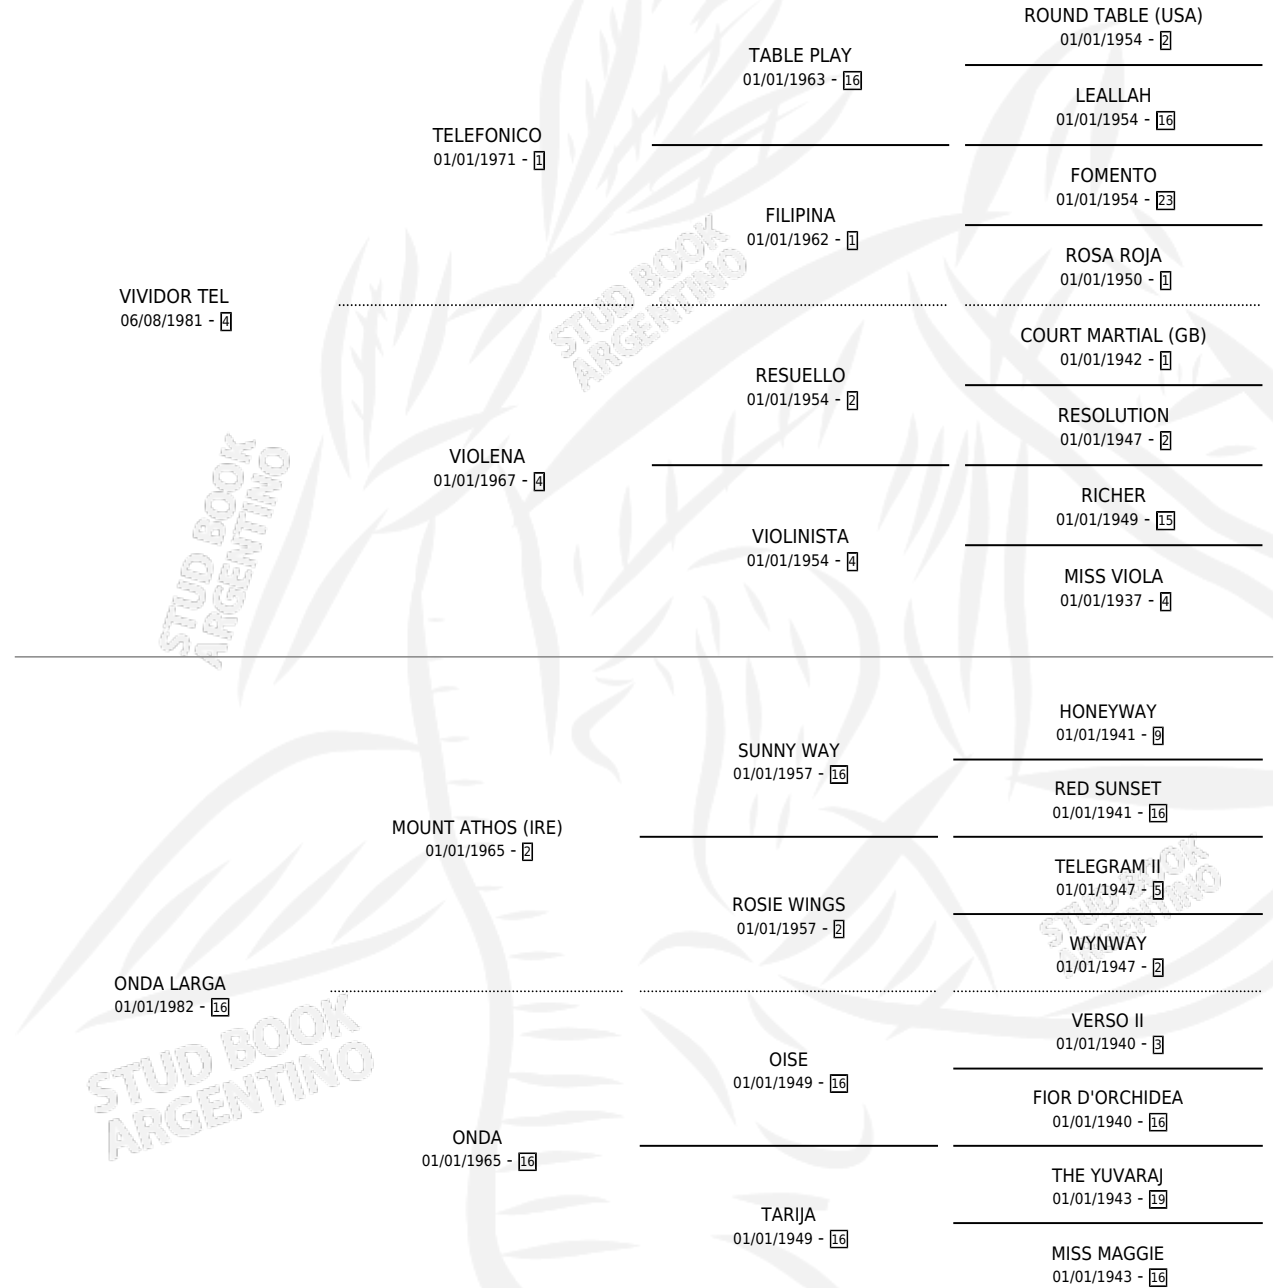 ROUND TABLE (USA)
01/01/1954 - 2
TABLE PLAY
01/01/1963 - 16
LEALLAH
01/01/1954 - 16
TELEFONICO
01/01/1971 - 1
FOMENTO
01/01/1954 - 23
FILIPINA
01/01/1962 - 1
ROSA ROJA
01/01/1950 - 1
VIVIDOR TEL
06/08/1981 - 4
STUD BOOK
ARGENTINO
COURT MARTIAL (GB)
01/01/1942 - 1
RESUELLO
01/01/1954 - 2
RESOLUTION
01/01/1947 - 2
VIOLENA
01/01/1967 - 4
RICHER
01/01/1949 - 15
VIOLINISTA
01/01/1954 - 4
MISS VIOLA
01/01/1937 - 4
STUD BOOK
ARGENTINO
HONEYWAY
01/01/1941 - 9
SUNNY WAY
01/01/1957 - 16
RED SUNSET
01/01/1941 - 16
MOUNT ATHOS (IRE)
01/01/1965 - 2
TELEGRAM II
01/01/1947 - 5
ROSIE WINGS
01/01/1957 - 2
WYNWAY
01/01/1947 - 2
STUD BOOK
ARGENTINO
ONDA LARGA
01/01/1982 - 16
VERSO II
01/01/1940 - 3
OISE
01/01/1949 - 16
FIOR D'ORCHIDEA
01/01/1940 - 16
STUD BOOK
ARGENTINO
ONDA
01/01/1965 - 16
THE YUVARAJ
01/01/1943 - 19
TARIJA
01/01/1949 - 16
MISS MAGGIE
01/01/1943 - 16